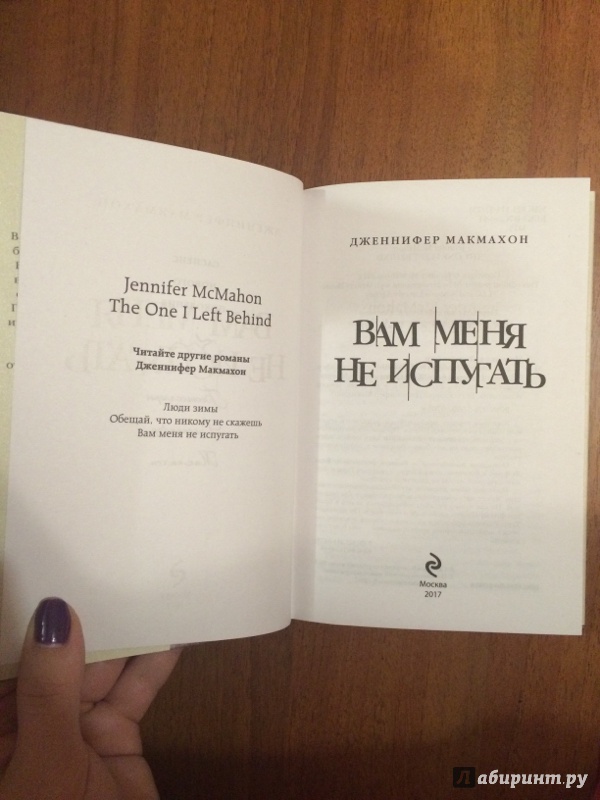 Jennifer McMahon
The One I Left Behind
Читайте другие романы
Дженнифер Макмахон
Люди зимы
Обещай, что никому не скажешь
Вам меня не испугать
ДЖЕННИФЕР МАКМАХОН
ВАМ МЕНЯ
НЕ ИСПУГАТЬ
Москва
2017
Лабиринт.ру